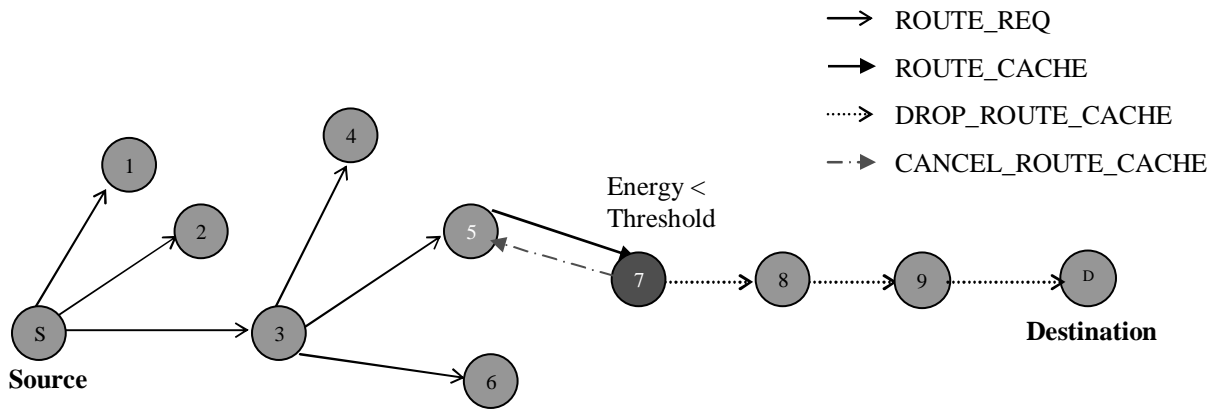 ROUTE_REQ
ROUTE_CACHE
DROP_ROUTE_CACHE
CANCEL_ROUTE_CACHE
4
1
Energy <
Threshold
2
5
7
8
9
D
S
3
Destination
Source
6